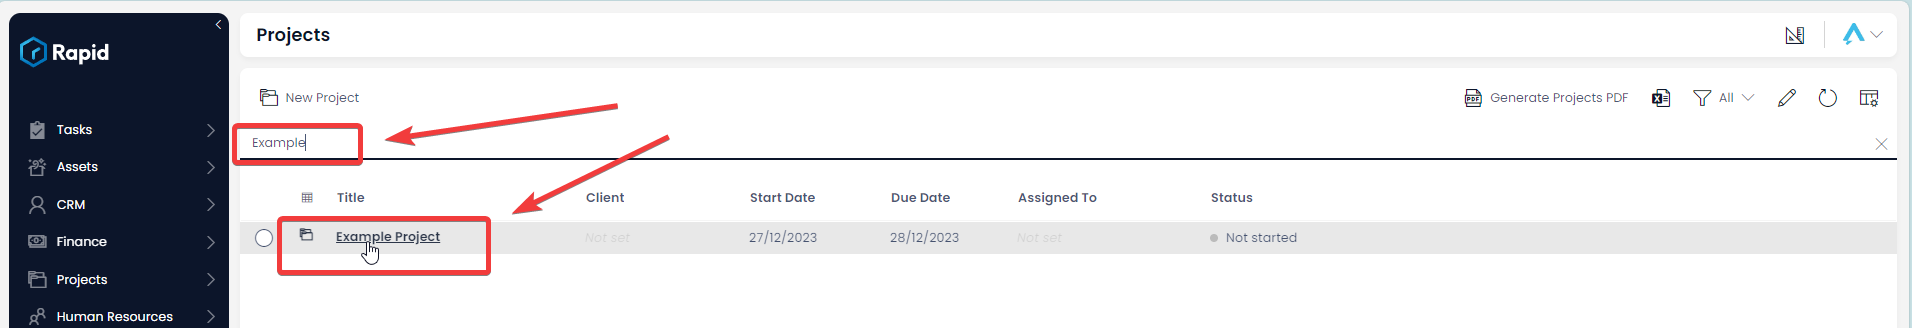 Rapid
Tasks
Assets
CRM
Finance
Projects
Human Resources
Projects
New Project
PDF
Generate Projects PDF
All
Example
Title Client Start Date Due Date Assigned To Status
Example Project Not set 27/12/2023 28/12/2023 Not set Not started